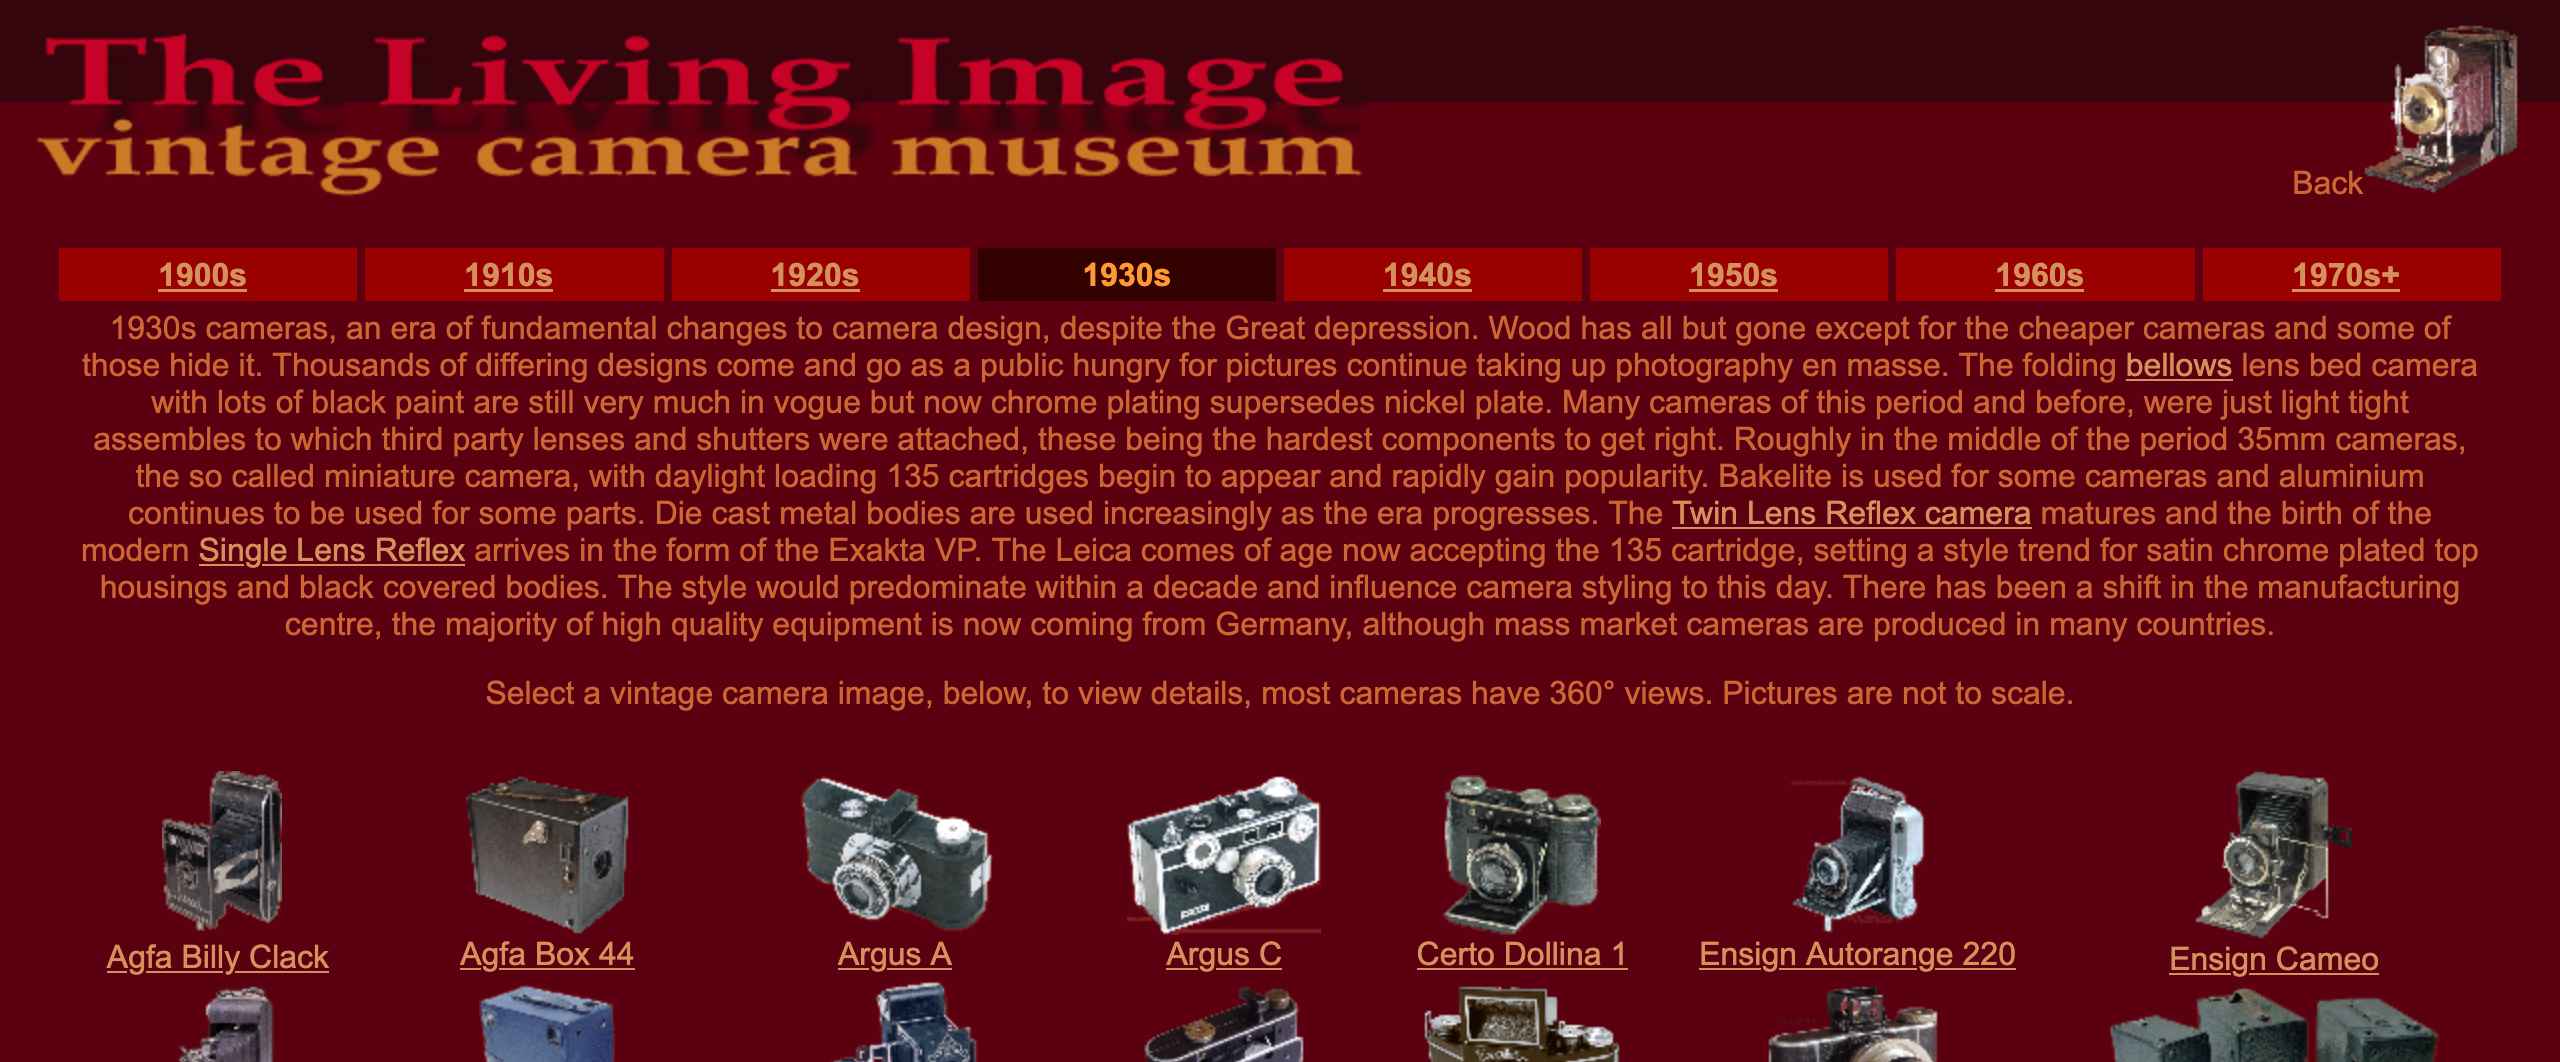 The Living Image
vintage camera museum
Back
1900s 1910s 1920s 1930s 1940s 1950s 1960s 1970s+
1930s cameras, an era of fundamental changes to camera design, despite the Great depression. Wood has all but gone except for the cheaper cameras and some of
those hide it. Thousands of differing designs come and go as a public hungry for pictures continue taking up photography en masse. The folding bellows lens bed camera
with lots of black paint are still very much in vogue but now chrome plating supersedes nickel plate. Many cameras of this period and before, were just light tight
assembles to which third party lenses and shutters were attached, these being the hardest components to get right. Roughly in the middle of the period 35mm cameras,
the so called miniature camera, with daylight loading 135 cartridges begin to appear and rapidly gain popularity. Bakelite is used for some cameras and aluminium
continues to be used for some parts. Die cast metal bodies are used increasingly as the era progresses. The Twin Lens Reflex camera matures and the birth of the
modern Single Lens Reflex arrives in the form of the Exakta VP. The Leica comes of age now accepting the 135 cartridge, setting a style trend for satin chrome plated top
housings and black covered bodies. The style would predominate within a decade and influence camera styling to this day. There has been a shift in the manufacturing
centre, the majority of high quality equipment is now coming from Germany, although mass market cameras are produced in many countries.
Select a vintage camera image, below, to view details, most cameras have 360° views. Pictures are not to scale.
Agfa Billy Clack Agfa Box 44 Argus A Argus C Certo Dollina 1 Ensign Autorange 220 Ensign Cameo